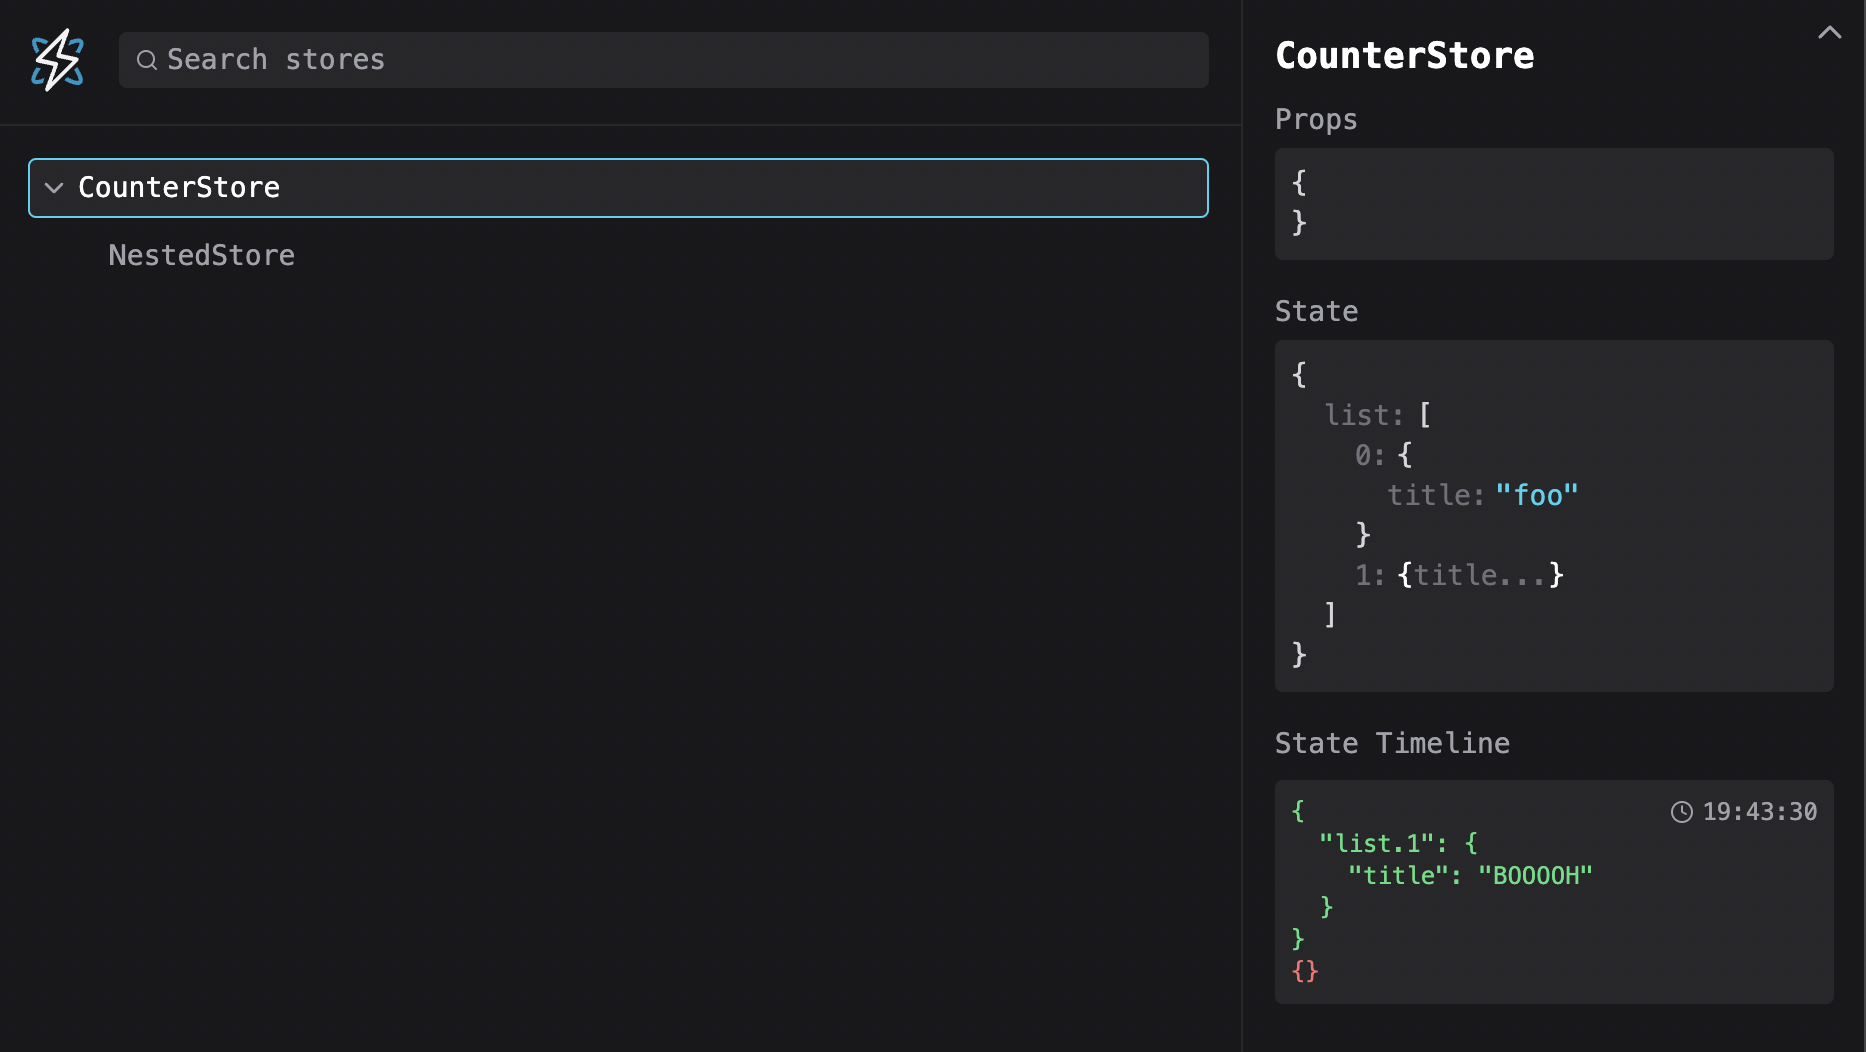 Search stores
CounterStore
NestedStore
CounterStore
Props
{
}
State
{
list: [
0: {
title: "foo"
}
1: {title...}
]
}
State Timeline
{
19:43:30
"list.1": {
"title": "BOOOOH"
}
}
{}